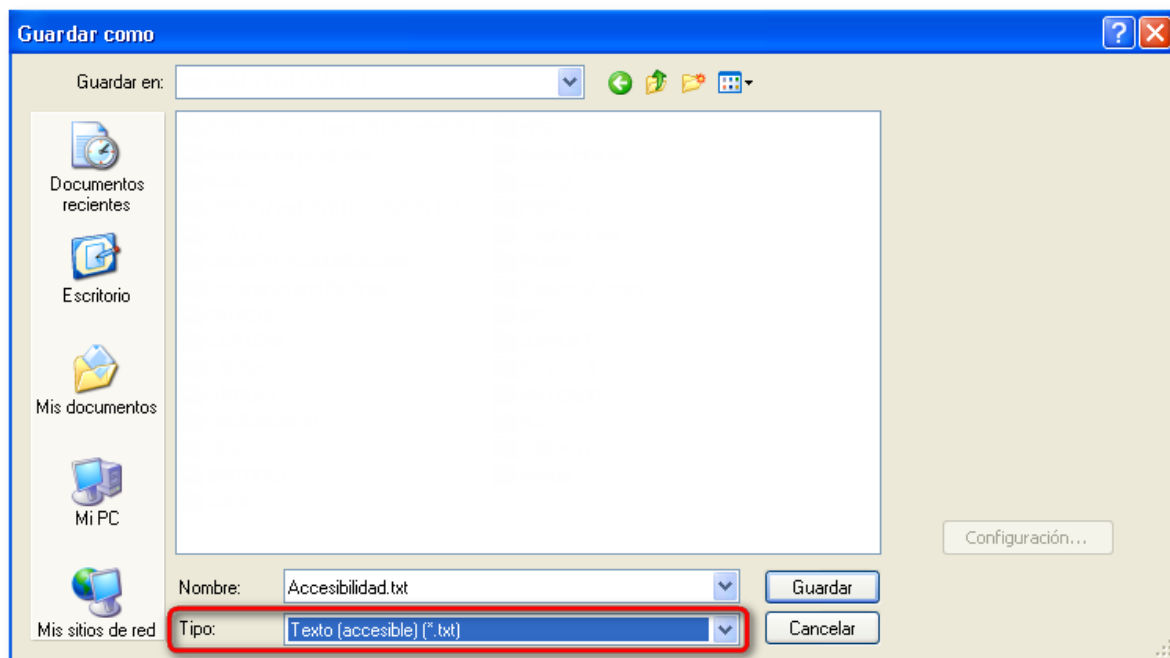 Guardar como
Guardar en:
Documentos
recientes
Escritorio
Mis documentos
Mi PC
Mis sitios de red
Configuración...
Nombre: Accesibilidad.txt Guardar
Tipo: Texto (accesible) (*.txt) Cancelar